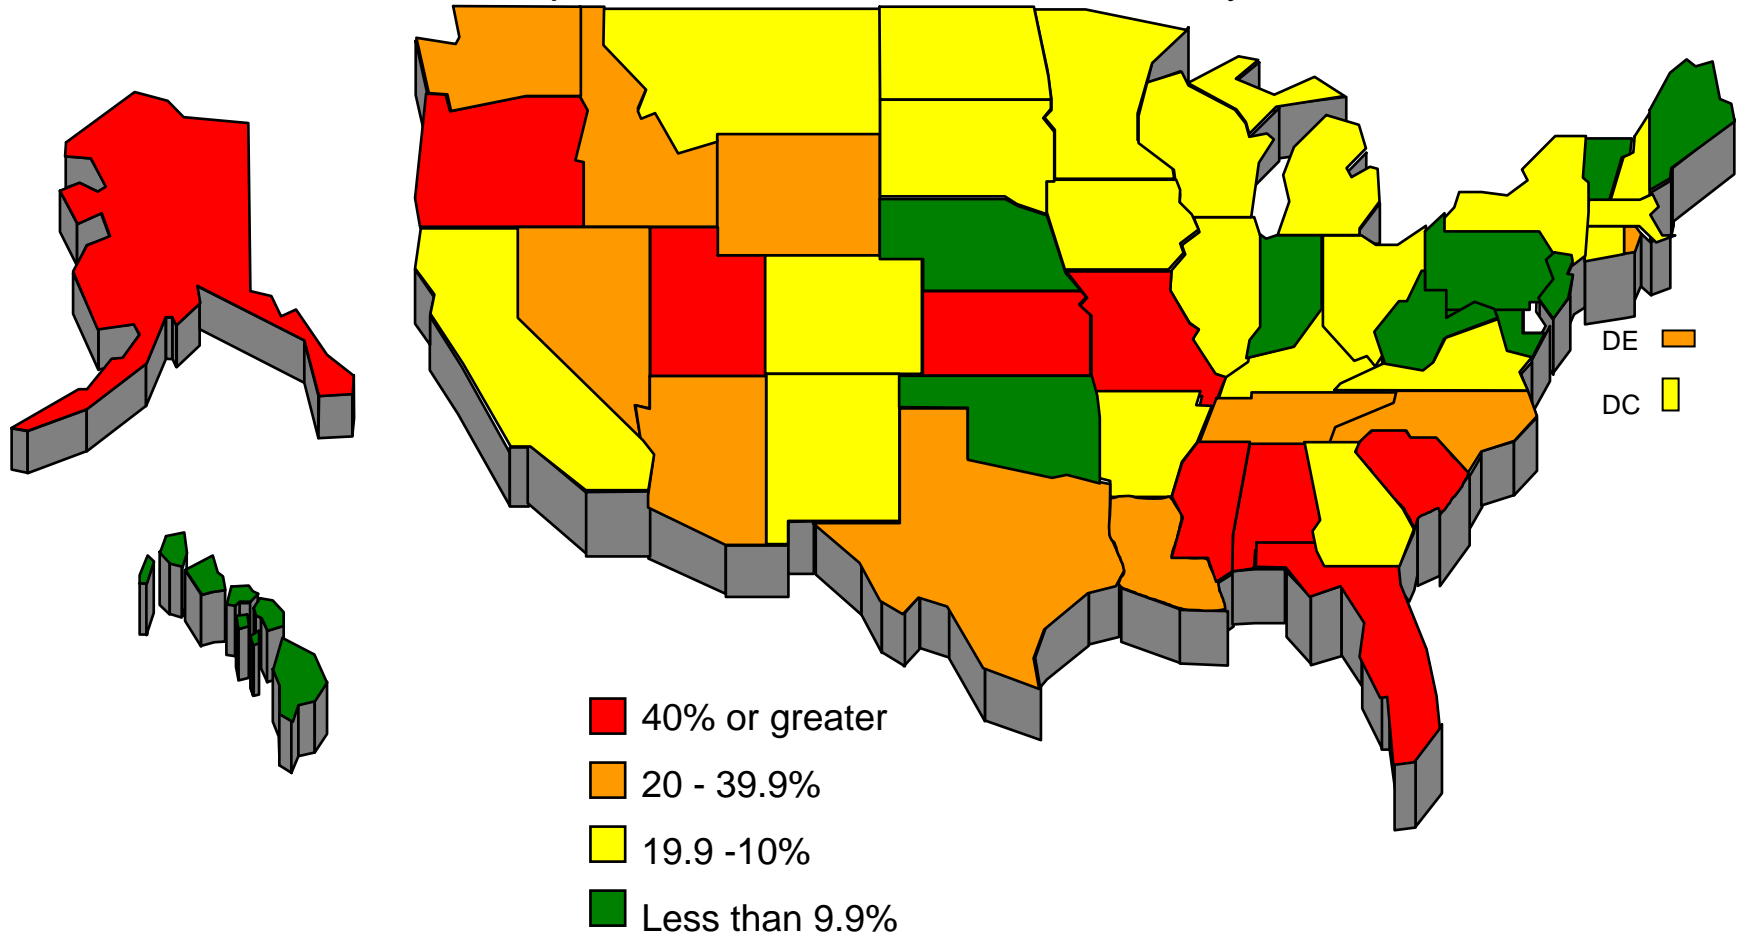 DE
DC
40% or greater
20 - 39.9%
19.9 -10%
Less than 9.9%